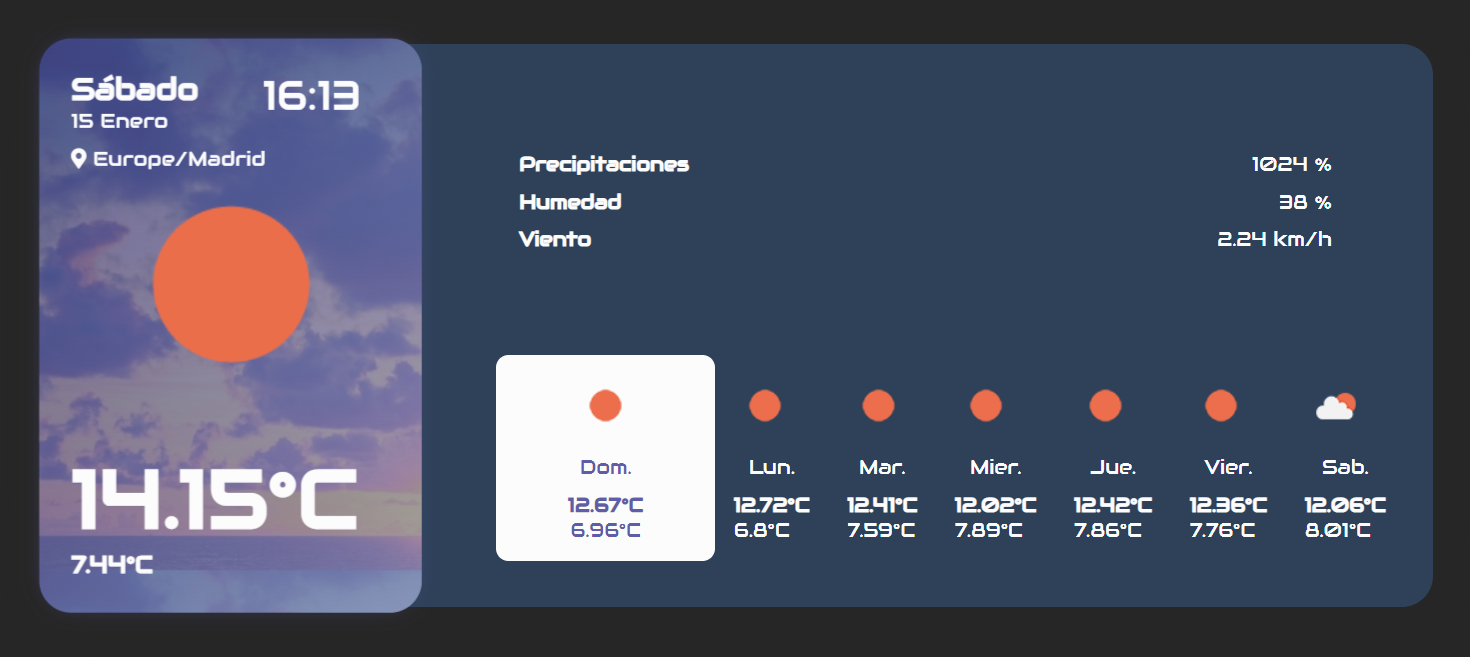 Sábado
16:13
15 Enero
Europe/Madrid
14.15°C
7.44°C
Precipitaciones 1024 %
Humedad 38 %
Viento 2.24 km/h
Dom. Lun. Mar. Mier. Jue. Vier. Sab.
12.67°C 12.72°C 12.41°C 12.02°C 12.42°C 12.36°C 12.06°C
6.96°C 6.8°C 7.59°C 7.89°C 7.86°C 7.76°C 8.01°C